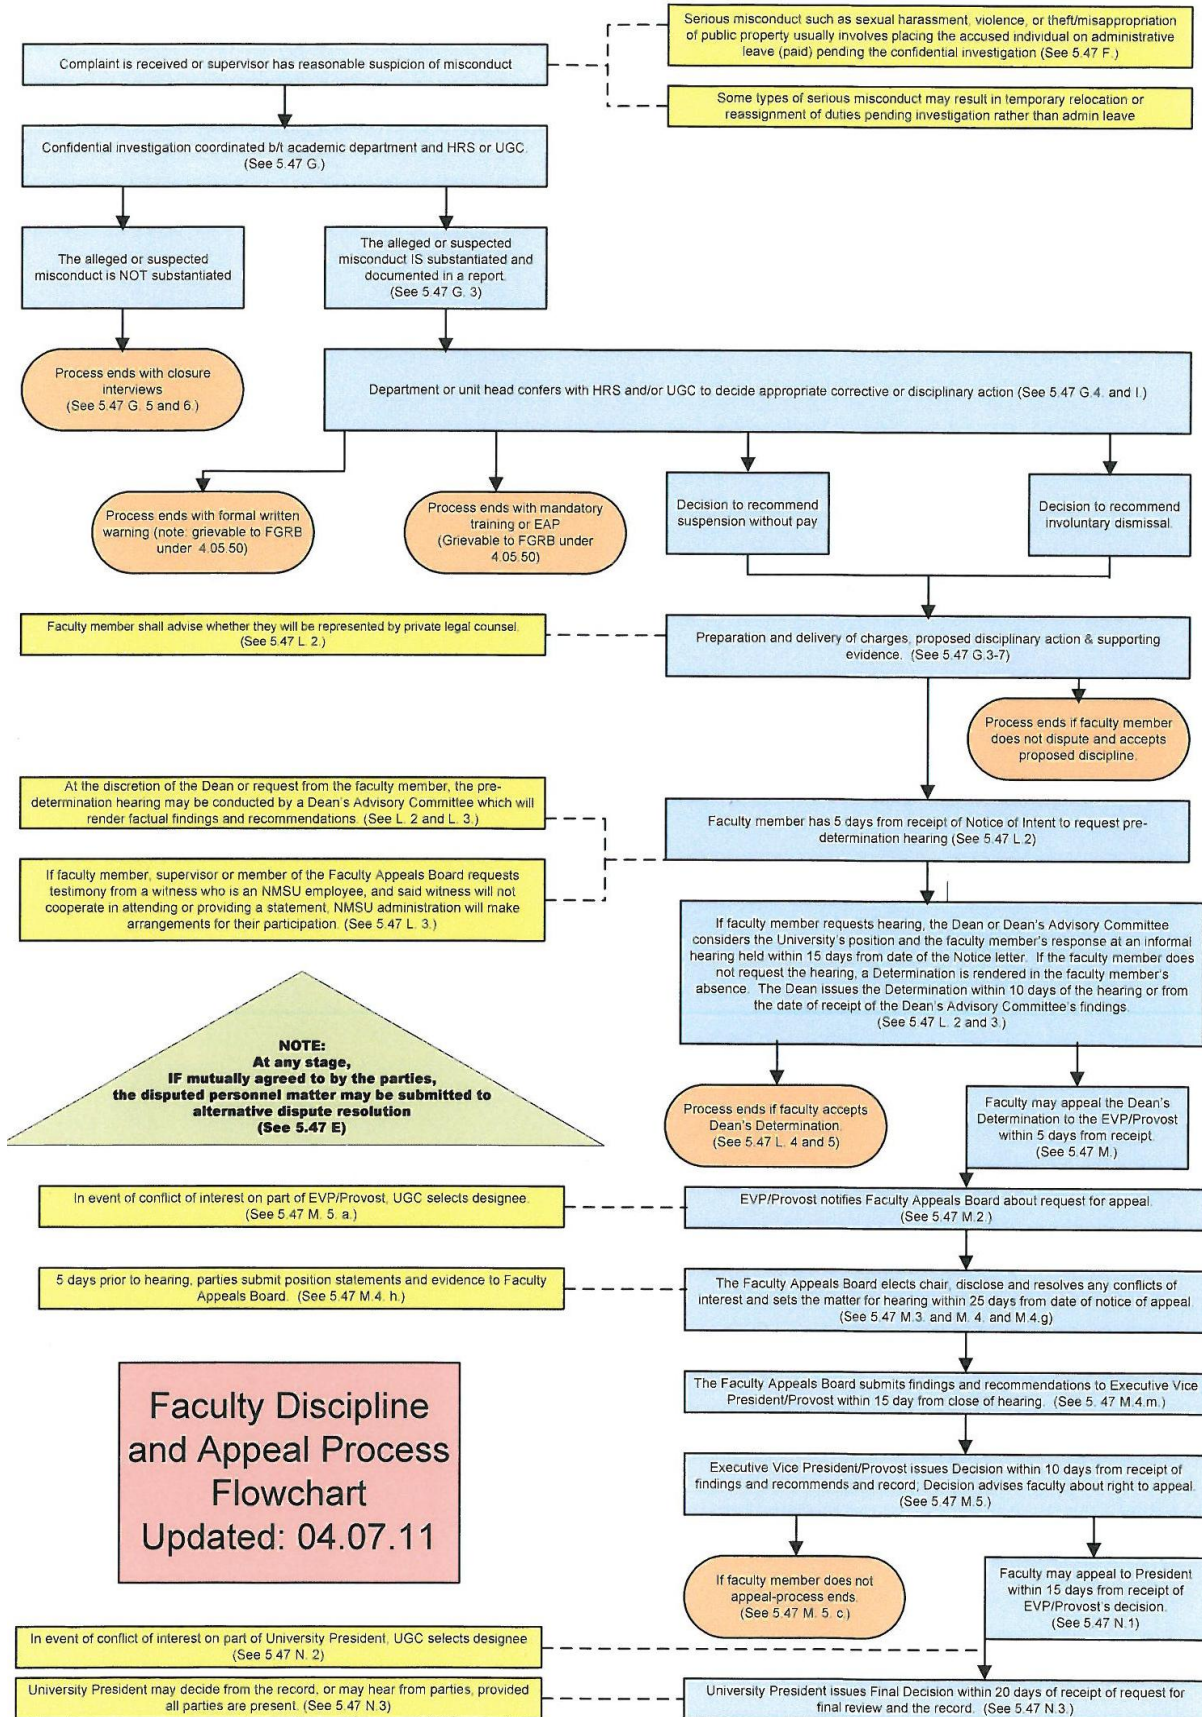 Serious misconduct such as sexual harassment, violence, or theft/misappropriation
of public property usually involves placing the accused individual on administrative
leave (paid) pending the confidential investigation (See 5.47 F.)
Complaint is received or supervisor has reasonable suspicion of misconduct
Some types of serious misconduct may result in temporary relocation or
reassignment of duties pending investigation rather than admin leave
Confidential investigation coordinated b/t academic department and HRS or UGC.
(See 5.47 G.)
The alleged or suspected
misconduct is NOT substantiated
The alleged or suspected
misconduct IS substantiated and
documented in a report.
(See 5.47 G. 3)
Process ends with closure
interviews
(See 5.47 G. 5 and 6.)
Department or unit head confers with HRS and/or UGC to decide appropriate corrective or disciplinary action (See 5.47 G.4. and I.)
Process ends with formal written
warning (note: grievable to FGRB
under 4.05.50)
Process ends with mandatory
training or EAP
(Grievable to FGRB under
4.05.50)
Decision to recommend
suspension without pay
Decision to recommend
involuntary dismissal.
Faculty member shall advise whether they will be represented by private legal counsel.
(See 5.47 L. 2.)
Preparation and delivery of charges, proposed disciplinary action & supporting
evidence. (See 5.47 G.3-7)
Process ends if faculty member
does not dispute and accepts
proposed discipline.
At the discretion of the Dean or request from the faculty member, the pre-
determination hearing may be conducted by a Dean's Advisory Committee which will
render factual findings and recommendations. (See L. 2 and L. 3.)
Faculty member has 5 days from receipt of Notice of Intent to request pre-
determination hearing (See 5.47 L.2)
If faculty member, supervisor or member of the Faculty Appeals Board requests
testimony from a witness who is an NMSU employee, and said witness will not
cooperate in attending or providing a statement, NMSU administration will make
arrangements for their participation. (See 5.47 L. 3.)
If faculty member requests hearing, the Dean or Dean's Advisory Committee
considers the University's position and the faculty member's response at an informal
hearing held within 15 days from date of the Notice letter. If the faculty member does
not request the hearing, a Determination is rendered in the faculty member's
absence. The Dean issues the Determination within 10 days of the hearing or from
the date of receipt of the Dean's Advisory Committee's findings.
(See 5.47 L. 2 and 3.)
NOTE:
At any stage,
IF mutually agreed to by the parties,
the disputed personnel matter may be submitted to
alternative dispute resolution
(See 5.47 E)
Process ends if faculty accepts
Dean's Determination.
(See 5.47 L. 4 and 5)
Faculty may appeal the Dean's
Determination to the EVP/Provost
within 5 days from receipt.
(See 5.47 M.)
In event of conflict of interest on part of EVP/Provost, UGC selects designee.
(See 5.47 M. 5. a.)
EVP/Provost notifies Faculty Appeals Board about request for appeal.
(See 5.47 M.2.)
5 days prior to hearing, parties submit position statements and evidence to Faculty
Appeals Board. (See 5.47 M.4. h.)
The Faculty Appeals Board elects chair, disclose and resolves any conflicts of
interest and sets the matter for hearing within 25 days from date of notice of appeal.
(See 5.47 M.3. and M. 4. and M.4.g)
The Faculty Appeals Board submits findings and recommendations to Executive Vice
President/Provost within 15 day from close of hearing. (See 5. 47 M.4.m.)
Faculty Discipline
and Appeal Process
Flowchart
Updated: 04.07.11
Executive Vice President/Provost issues Decision within 10 days from receipt of
findings and recommends and record; Decision advises faculty about right to appeal.
(See 5.47 M.5.)
If faculty member does not
appeal-process ends.
(See 5.47 M. 5. c.)
Faculty may appeal to President
within 15 days from receipt of
EVP/Provost's decision.
(See 5.47 N.1)
In event of conflict of interest on part of University President, UGC selects designee
(See 5.47 N. 2)
University President may decide from the record, or may hear from parties, provided
all parties are present. (See 5.47 N.3)
University President issues Final Decision within 20 days of receipt of request for
final review and the record. (See 5.47 N.3.)